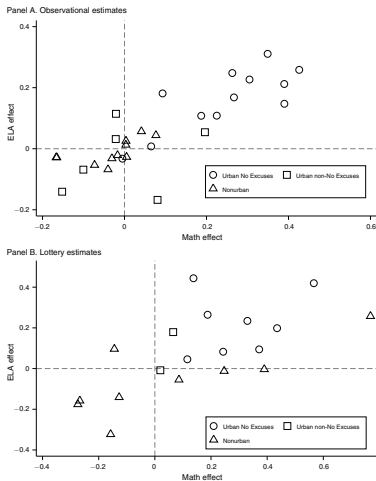 Panel A. Observational estimates
0.4
0.2
0
−0.2
ELA effect
−0.2
0
0.2
0.4
0.6
Math effect
Urban No Excuses
Urban non-No Excuses
Nonurban
Panel B. Lottery estimates
0.4
0.2
0
−0.2
−0.4
ELA effect
−0.4
−0.2
0
0.2
0.4
0.6
Math effect
Urban No Excuses
Urban non-No Excuses
Nonurban